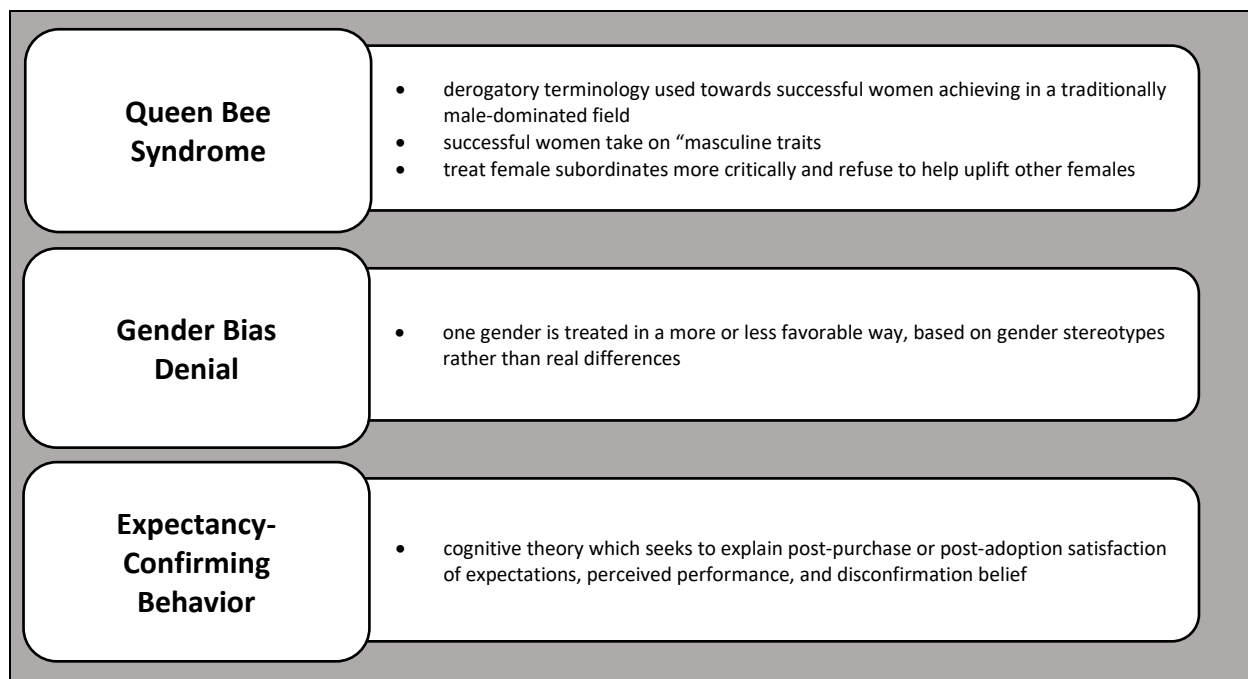 Queen Bee
Syndrome
• derogatory terminology used towards successful women achieving in a traditionally
male-dominated field
• successful women take on “masculine traits
• treat female subordinates more critically and refuse to help uplift other females
Gender Bias
Denial
• one gender is treated in a more or less favorable way, based on gender stereotypes
rather than real differences
Expectancy-
Confirming
Behavior
• cognitive theory which seeks to explain post-purchase or post-adoption satisfaction
of expectations, perceived performance, and disconfirmation belief